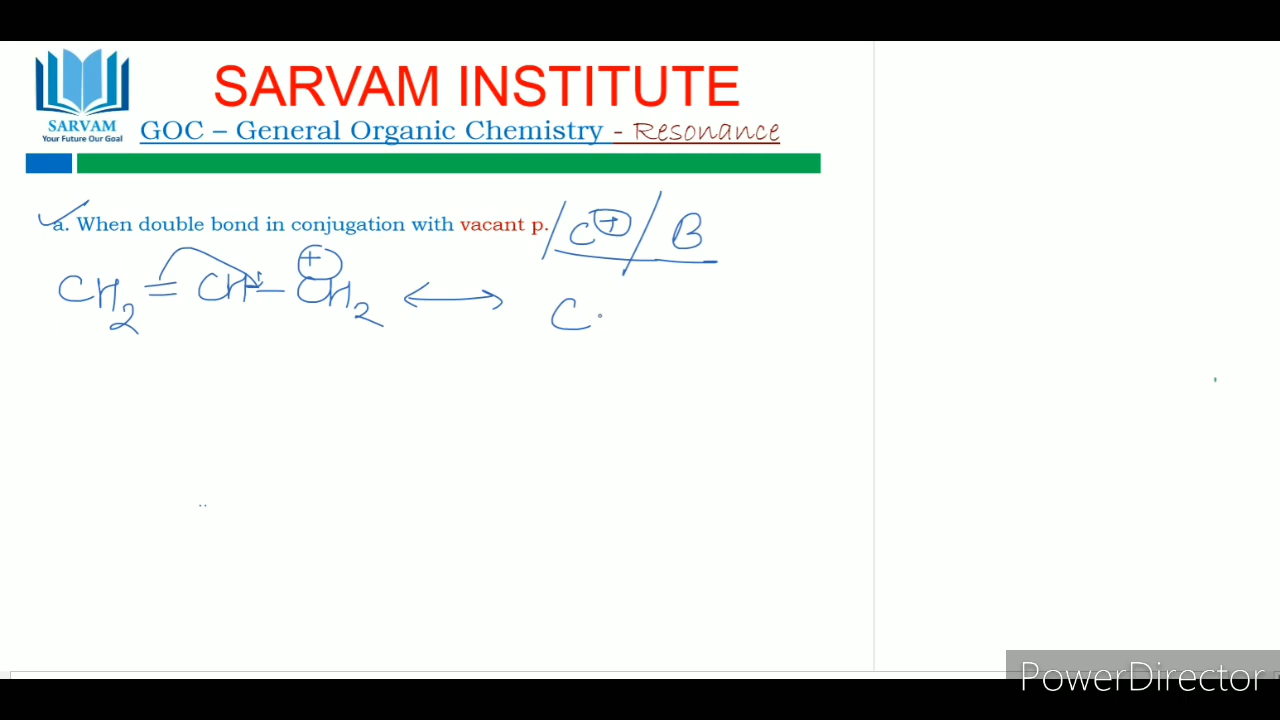 SARVAM INSTITUTE
SARVAM
Your Future Our Goal
GOC – General Organic Chemistry - Resonance
a. When double bond in conjugation with vacant p. / C⊕ / B
CH₂ = CH – CH₂ ⊕ ⟷ C
PowerDirector